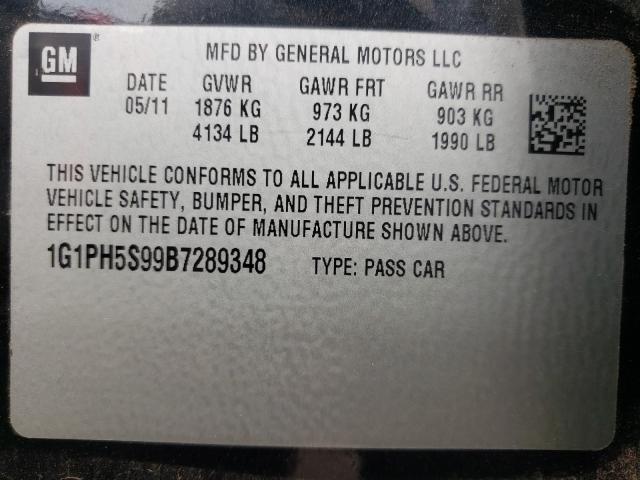 GM
MFD BY GENERAL MOTORS LLC
DATE GVWR GAWR FRT GAWR RR
05/11 1876 KG 973 KG 903 KG
4134 LB 2144 LB 1990 LB
THIS VEHICLE CONFORMS TO ALL APPLICABLE U.S. FEDERAL MOTOR
VEHICLE SAFETY, BUMPER, AND THEFT PREVENTION STANDARDS IN
EFFECT ON THE DATE OF MANUFACTURE SHOWN ABOVE.
1G1PH5S99B7289348 TYPE: PASS CAR